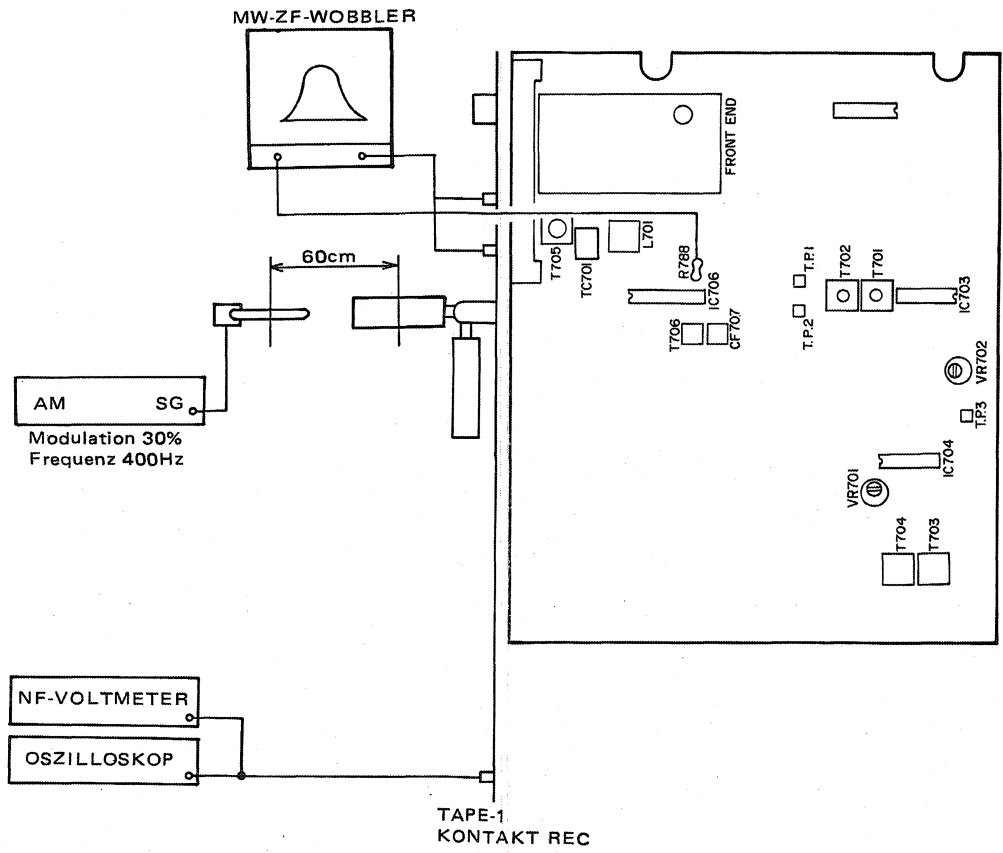 MW-ZF-WOBBLER
FRONT END
T705
TC701
L701
R788
IC706
T706
CF707
T.P.1
T.P.2
T702
T701
IC703
VR702
T.P.3
IC704
VR701
T704
T703
60cm
AM SG
Modulation 30%
Frequenz 400Hz
NF-VOLTMETER
OSZILLOSKOP
TAPE-1
KONTAKT REC